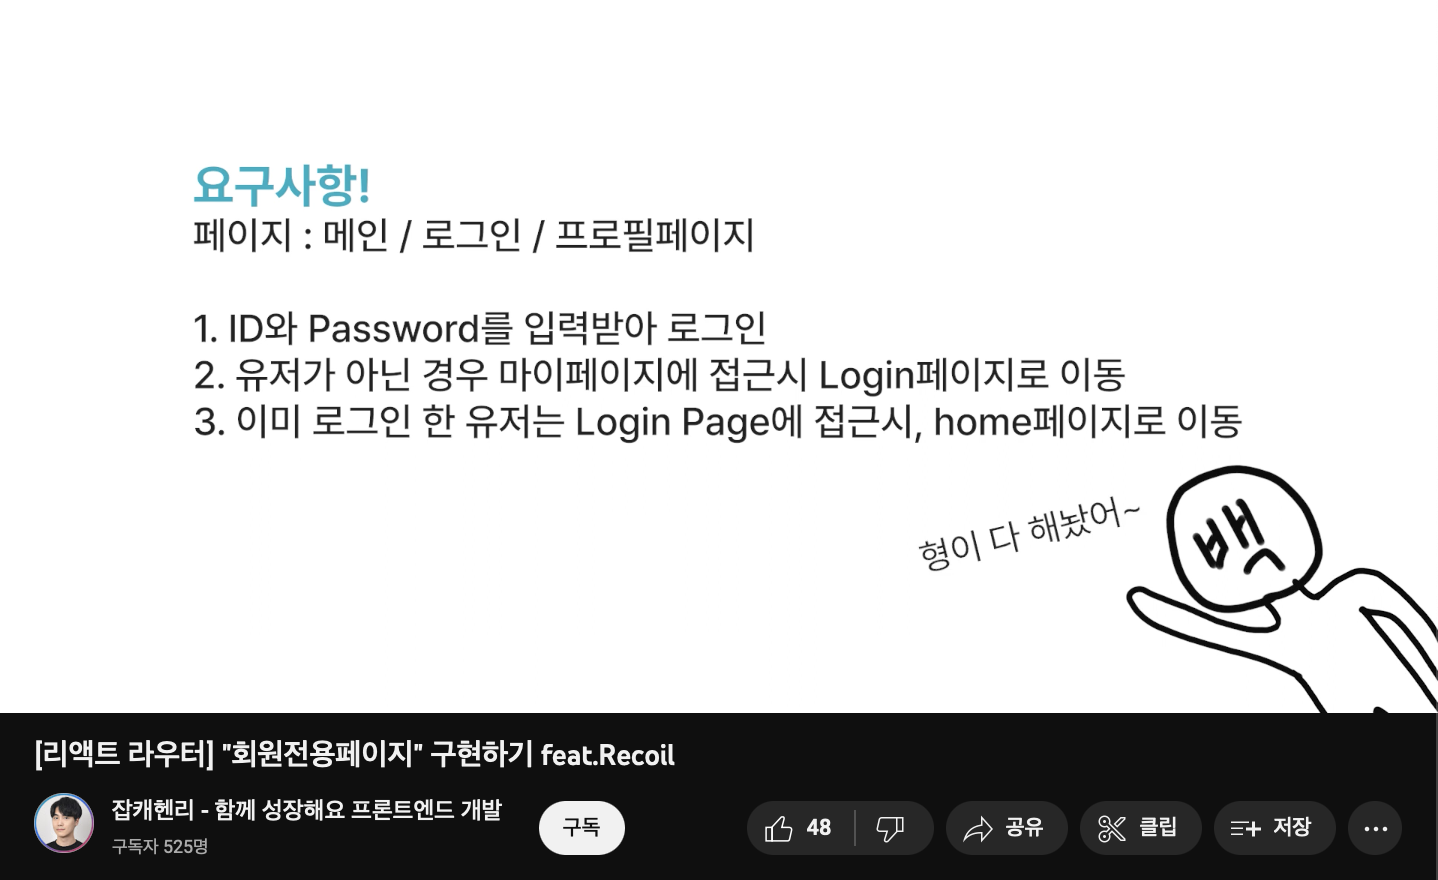 요구사항!
페이지 : 메인 / 로그인 / 프로필페이지
1. ID와 Password를 입력받아 로그인
2. 유저가 아닌 경우 마이페이지에 접근시 Login페이지로 이동
3. 이미 로그인 한 유저는 Login Page에 접근시, home페이지로 이동
형이 다 해놨어~
백
[리액트 라우터] "회원전용페이지" 구현하기 feat.Recoil
잡캐헨리 - 함께 성장해요 프론트엔드 개발
구독자 525명
구독
48
공유
클립
저장